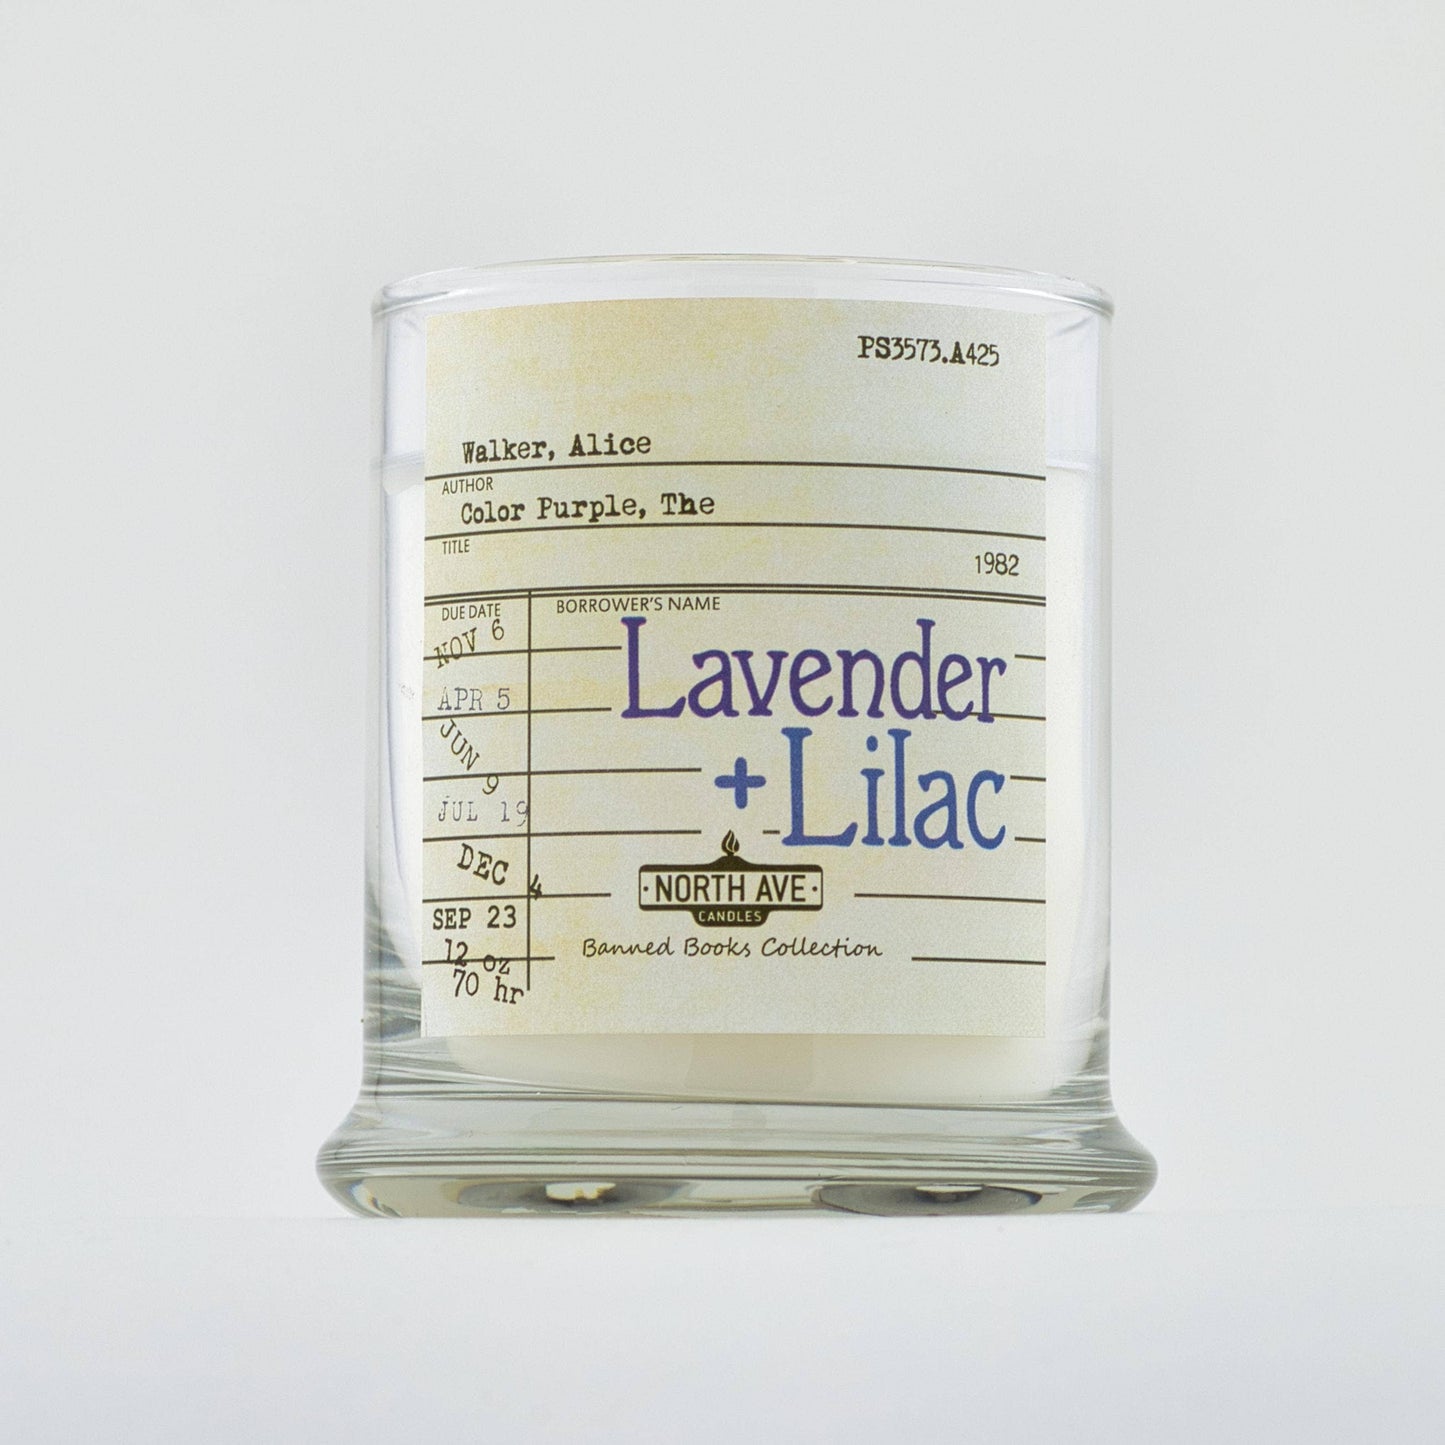 PS3573.A425
Walker, Alice
AUTHOR
Color Purple, The
TITLE
1982
DUE DATE
BORROWER'S NAME
NOV 6
APR 5
JUN 9
JUL 19
DEC 4
SEP 23
12 oz
70 hr
Lavender
+ Lilac
NORTH AVE
CANDLES
Banned Books Collection